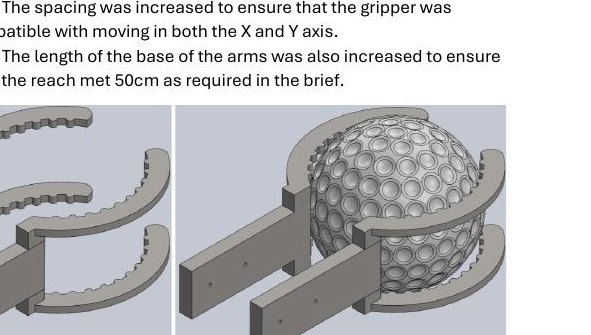 The spacing was increased to ensure that the gripper was
patible with moving in both the X and Y axis.
The length of the base of the arms was also increased to ensure
the reach met 50cm as required in the brief.